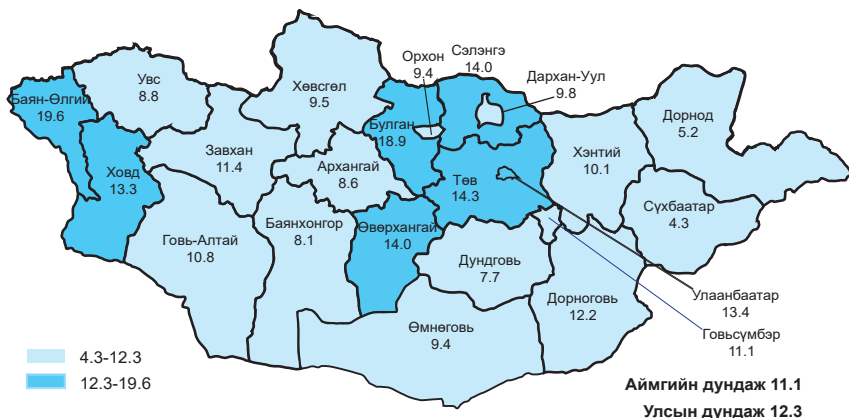 Увс
8.8
Баян-Өлгий
19.6
Ховд
13.3
Завхан
11.4
Хөвсгөл
9.5
Орхон
9.4
Сэлэнгэ
14.0
Дархан-Уул
9.8
Булган
18.9
Архангай
8.6
Төв
14.3
Хэнтий
10.1
Дорнод
5.2
Сүхбаатар
4.3
Говь-Алтай
10.8
Баянхонгор
8.1
Өвөрхангай
14.0
Дундговь
7.7
Дорноговь
12.2
Өмнөговь
9.4
Улаанбаатар
13.4
Говьсүмбэр
11.1
4.3-12.3
12.3-19.6
Аймгийн дундаж 11.1
Улсын дундаж 12.3